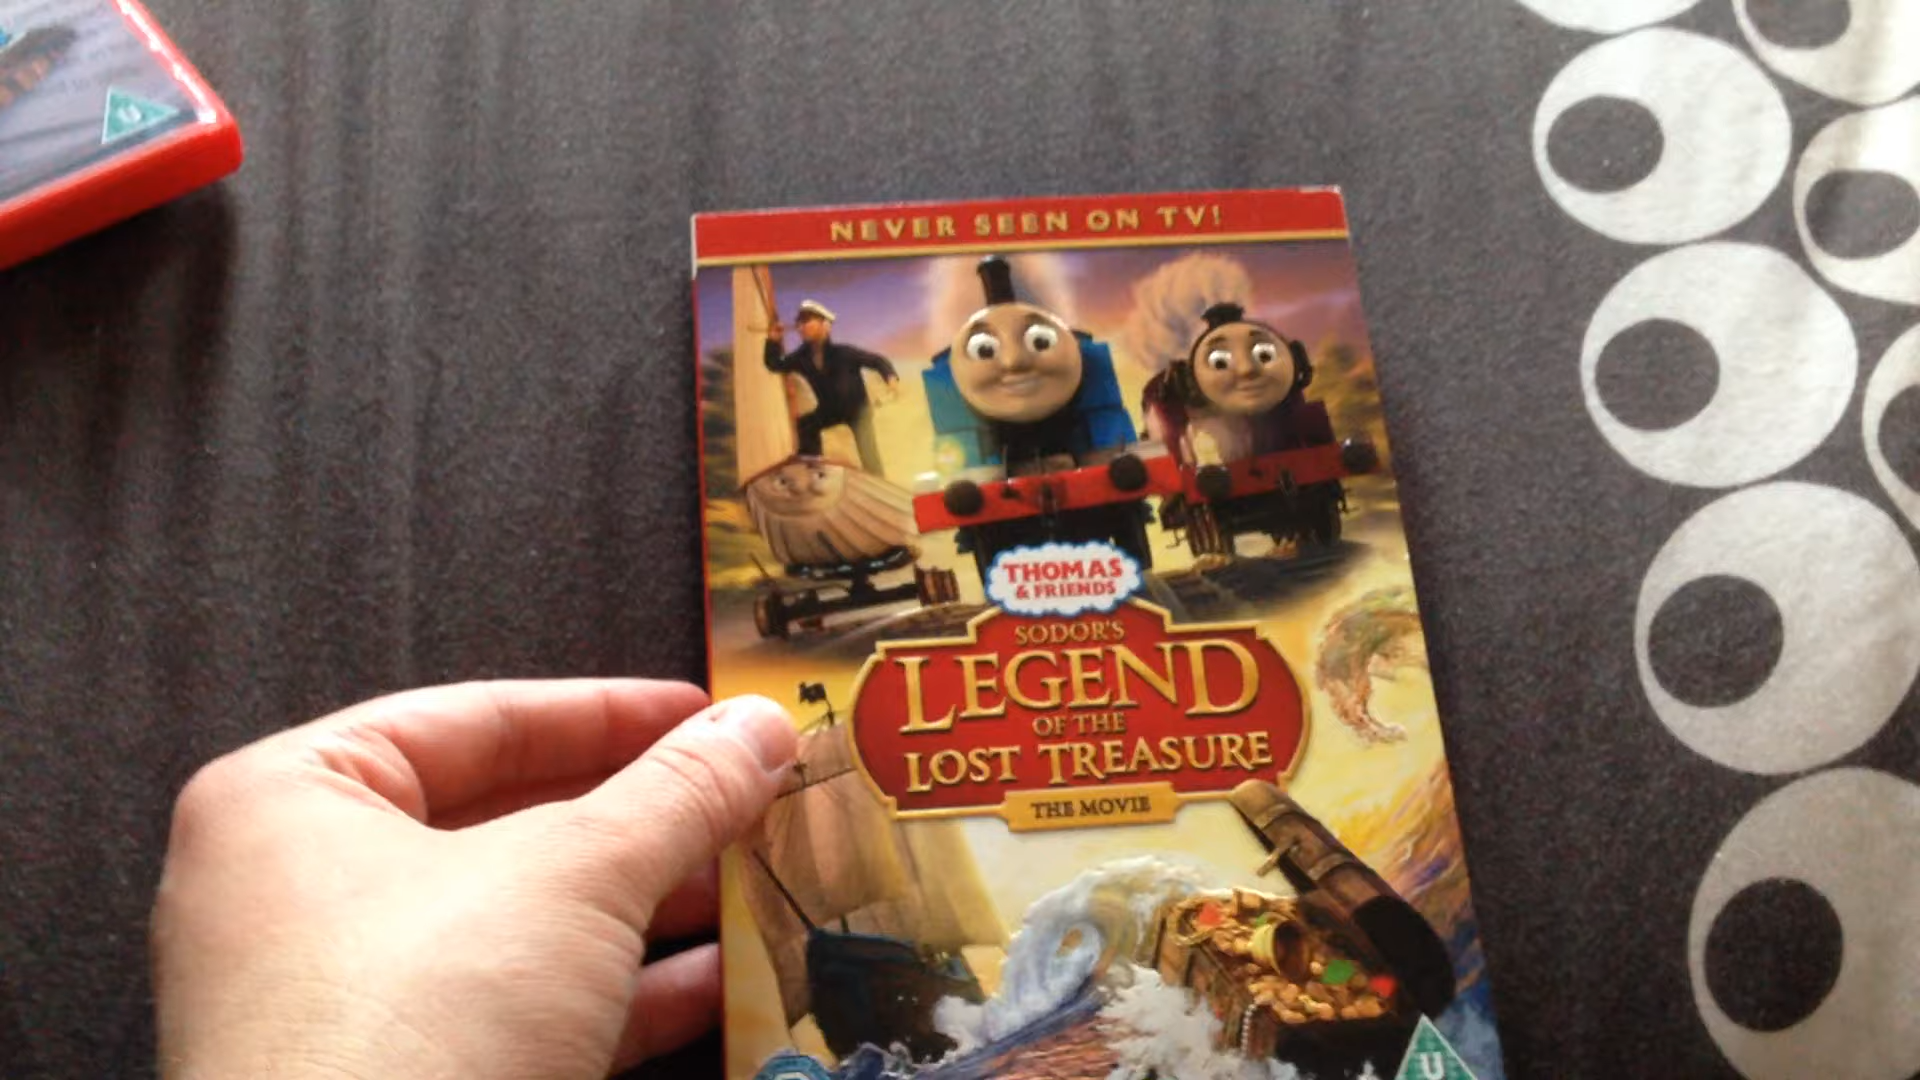 U
NEVER SEEN ON TV!
THOMAS
& FRIENDS
SODOR'S
LEGEND
OF THE
LOST TREASURE
THE MOVIE
U